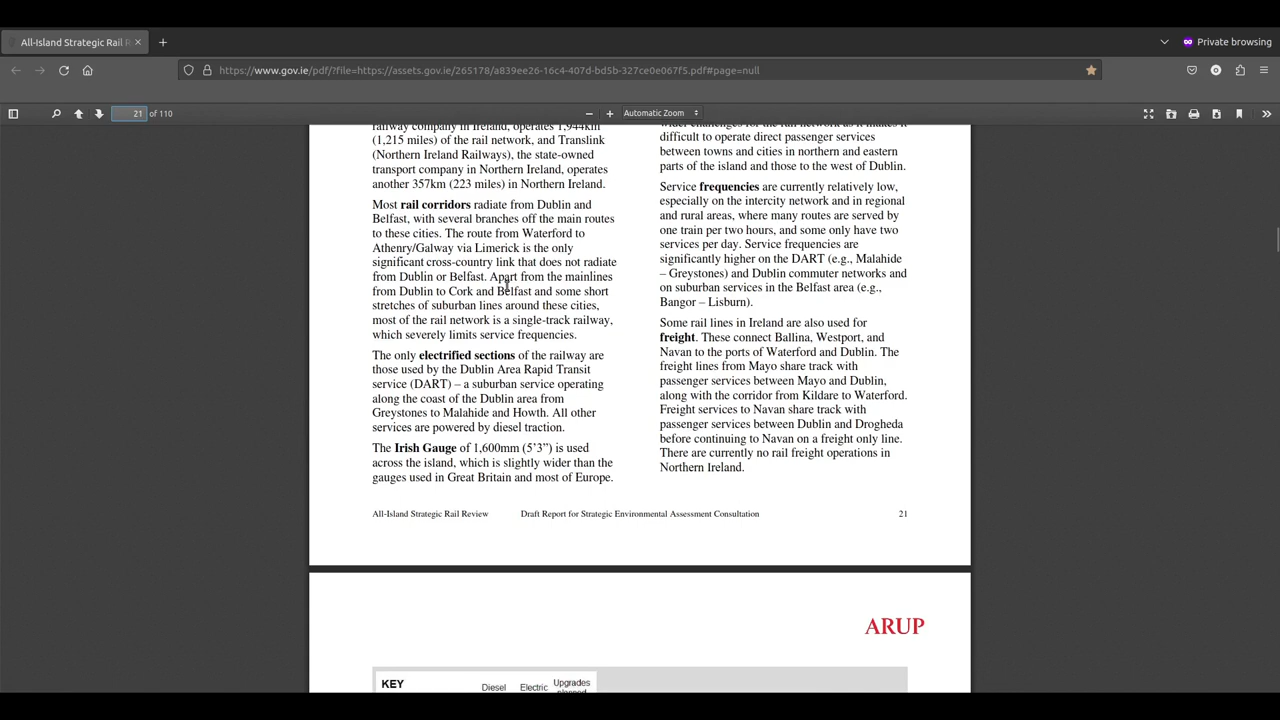 All-Island Strategic Rail R
Private browsing
https://www.gov.ie/pdf/?file=https://assets.gov.ie/265178/a839ee26-16c4-407d-bd5b-327ce0e067f5.pdf#page=null
21 of 110
Automatic Zoom
railway company in Ireland, operates 1,944km
(1,215 miles) of the rail network, and Translink
(Northern Ireland Railways), the state-owned
transport company in Northern Ireland, operates
another 357km (223 miles) in Northern Ireland.
Most rail corridors radiate from Dublin and
Belfast, with several branches off the main routes
to these cities. The route from Waterford to
Athenry/Galway via Limerick is the only
significant cross-country link that does not radiate
from Dublin or Belfast. Apart from the mainlines
from Dublin to Cork and Belfast and some short
stretches of suburban lines around these cities,
most of the rail network is a single-track railway,
which severely limits service frequencies.
The only electrified sections of the railway are
those used by the Dublin Area Rapid Transit
service (DART) – a suburban service operating
along the coast of the Dublin area from
Greystones to Malahide and Howth. All other
services are powered by diesel traction.
The Irish Gauge of 1,600mm (5’3”) is used
across the island, which is slightly wider than the
gauges used in Great Britain and most of Europe.
wider challenges for the rail network as it makes it
difficult to operate direct passenger services
between towns and cities in northern and eastern
parts of the island and those to the west of Dublin.
Service frequencies are currently relatively low,
especially on the intercity network and in regional
and rural areas, where many routes are served by
one train per two hours, and some only have two
services per day. Service frequencies are
significantly higher on the DART (e.g., Malahide
– Greystones) and Dublin commuter networks and
on suburban services in the Belfast area (e.g.,
Bangor – Lisburn).
Some rail lines in Ireland are also used for
freight. These connect Ballina, Westport, and
Navan to the ports of Waterford and Dublin. The
freight lines from Mayo share track with
passenger services between Mayo and Dublin,
along with the corridor from Kildare to Waterford.
Freight services to Navan share track with
passenger services between Dublin and Drogheda
before continuing to Navan on a freight only line.
There are currently no rail freight operations in
Northern Ireland.
All-Island Strategic Rail Review Draft Report for Strategic Environmental Assessment Consultation 21
ARUP
KEY Diesel Electric Upgrades
planned